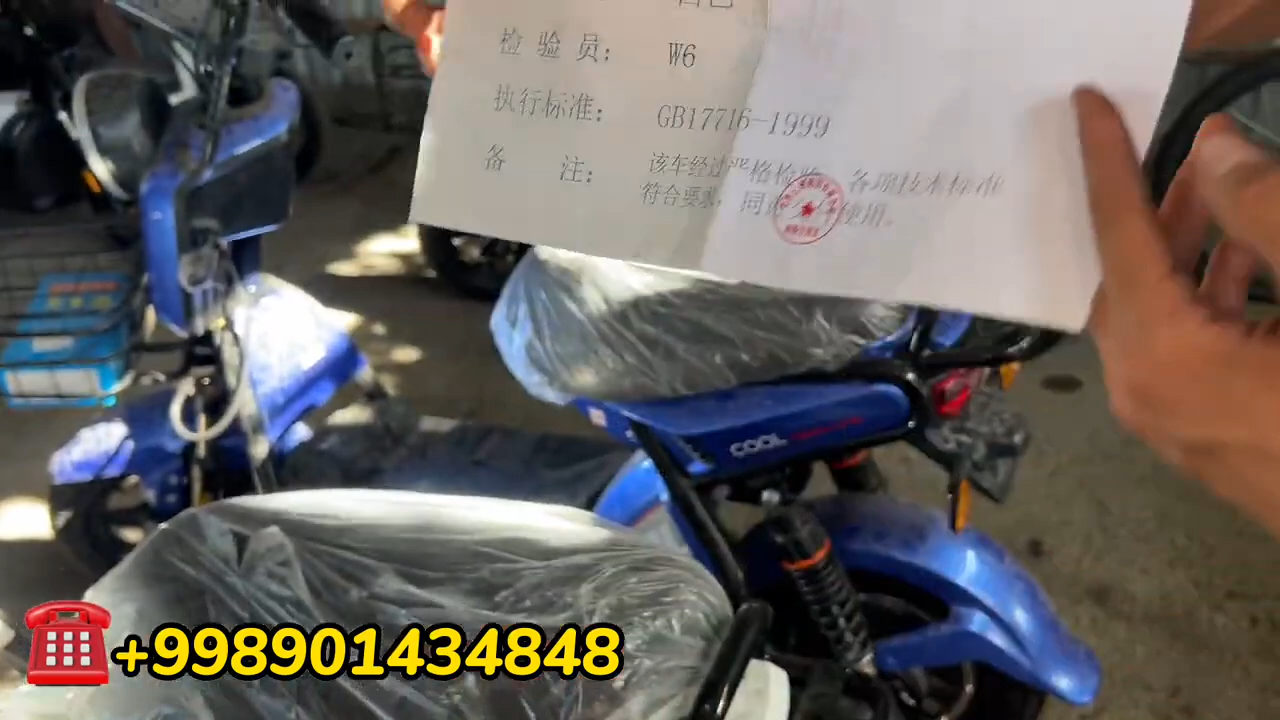 检验员: W6
执行标准: GB17716-1999
备注: 该车经过严格检验,各项技术标准
符合要求,同意 使用。
COOL
+998901434848